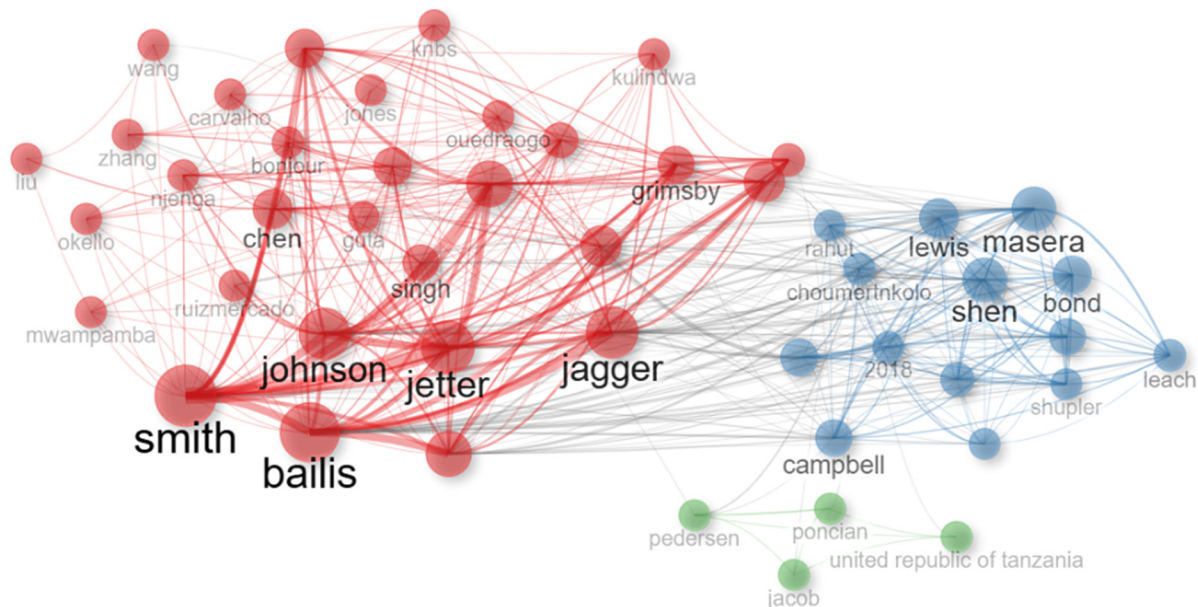 knbs
wang
kulindwa
carvalho
jones
ouedraogo
zhang
bonjour
liu
njenga
grimsby
okello
chen
guta
rahut
lewis
masera
singh
choumertnkolo
ruizmercado
shen
bond
mwampamba
johnson
jetter
jagger
2018
leach
shupler
smith
bailis
campbell
pedersen
poncian
united republic of tanzania
jacob